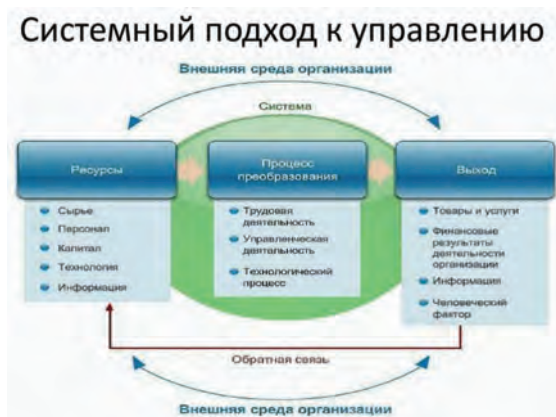 Системный подход к управлению
Внешняя среда организации
Система
Ресурсы
Процесс
преобразования
Выход
Сырье
Персонал
Капитал
Технология
Информация
Трудовая
деятельность
Управленческая
деятельность
Технологический
процесс
Товары и услуги
Финансовые
результаты
деятельности
организации
Информация
Человеческий
фактор
Обратная связь
Внешняя среда организации